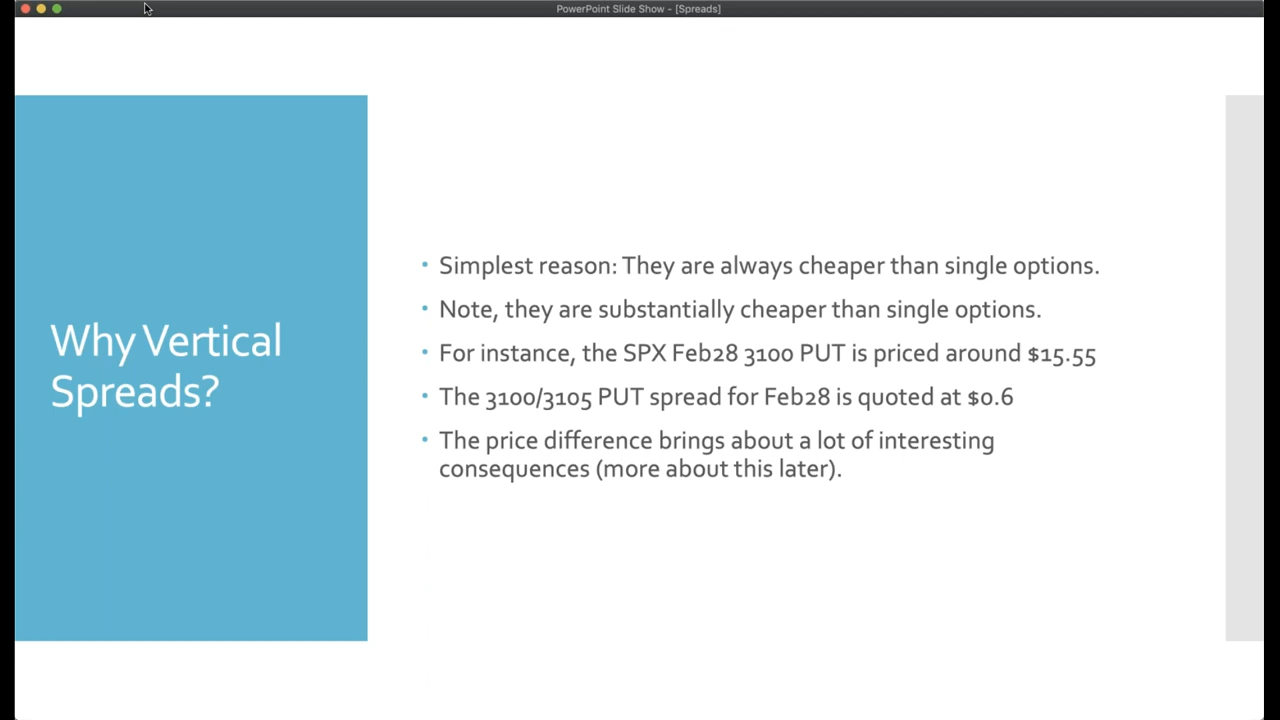 PowerPoint Slide Show - [Spreads]
Why Vertical
Spreads?
• Simplest reason: They are always cheaper than single options.
• Note, they are substantially cheaper than single options.
• For instance, the SPX Feb28 3100 PUT is priced around $15.55
• The 3100/3105 PUT spread for Feb28 is quoted at $0.6
• The price difference brings about a lot of interesting
consequences (more about this later).